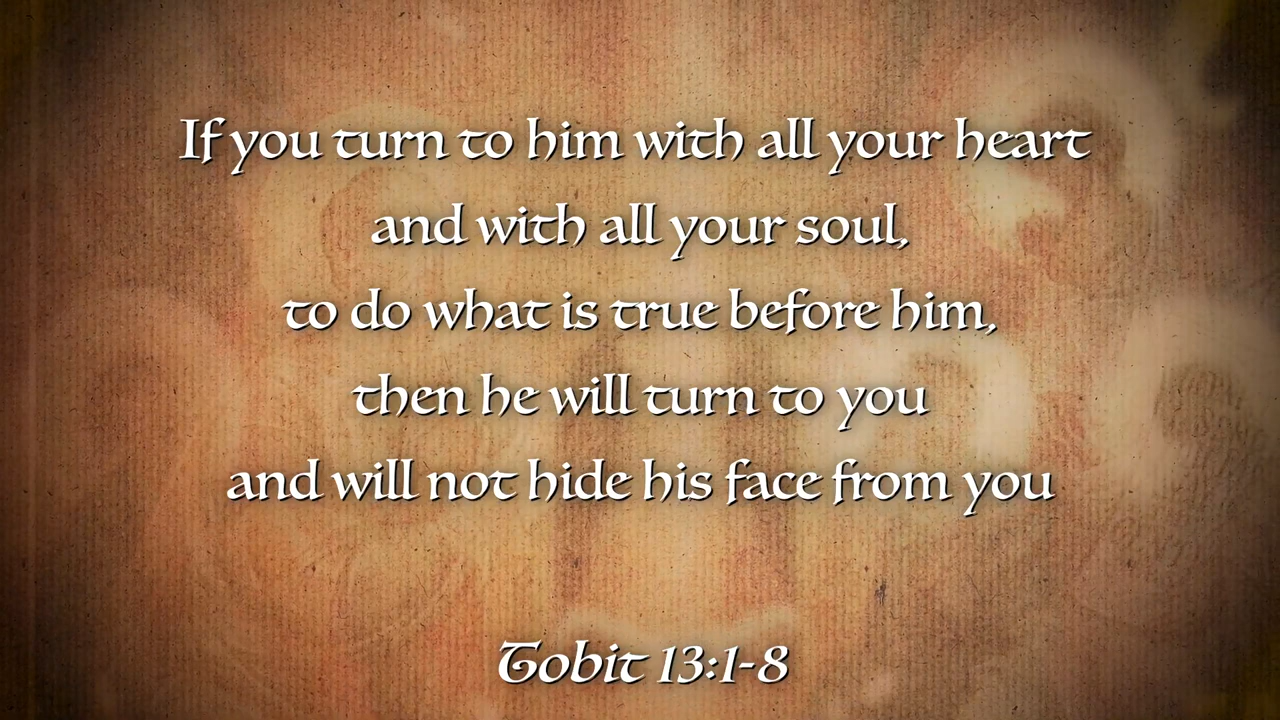 If you turn to him with all your heart
and with all your soul,
to do what is true before him,
then he will turn to you
and will not hide his face from you
Tobit 13:1-8